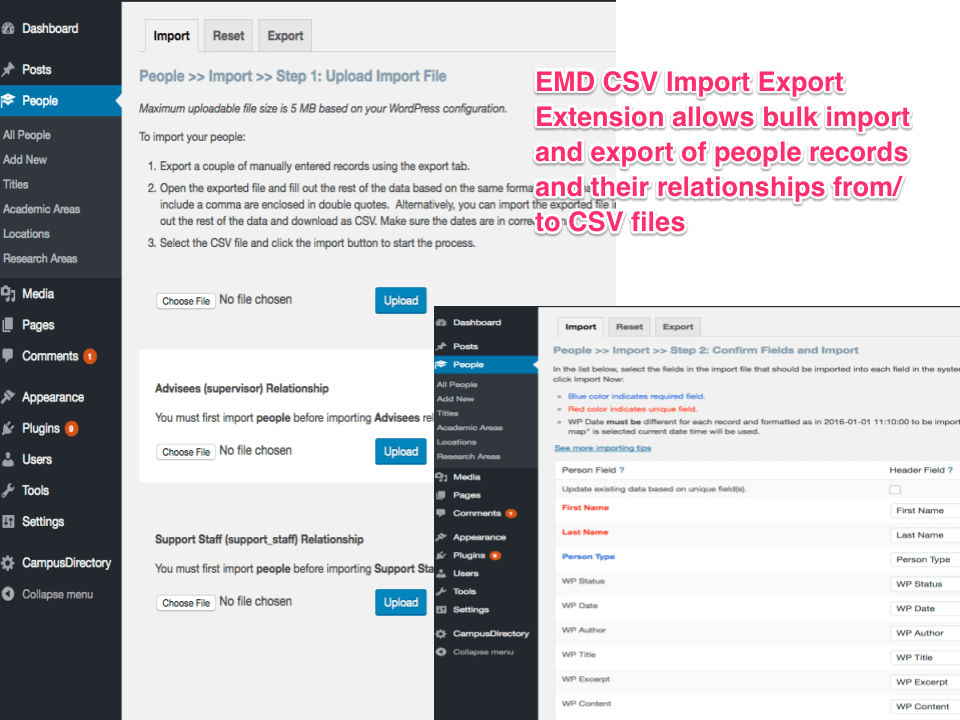 Dashboard
Posts
People
All People
Add New
Titles
Academic Areas
Locations
Research Areas
Media
Pages
Comments 1
Appearance
Plugins 9
Users
Tools
Settings
CampusDirectory
Collapse menu
Import Reset Export
People >> Import >> Step 1: Upload Import File
Maximum uploadable file size is 5 MB based on your WordPress configuration.
To import your people:
1. Export a couple of manually entered records using the export tab.
2. Open the exported file and fill out the rest of the data based on the same
include a comma are enclosed in double quotes. Alternatively, you can import the exported file
out the rest of the data and download as CSV. Make sure the dates are in
3. Select the CSV file and click the import button to start the process.
Choose File No file chosen Upload
Advisees (supervisor) Relationship
You must first import people before importing Advisees
Choose File No file chosen Upload
Support Staff (support_staff) Relationship
You must first import people before importing Support
Choose File No file chosen Upload
EMD CSV Import Export
Extension allows bulk import
and export of people records
and their relationships from/
to CSV files
Dashboard
Posts
People
All People
Add New
Titles
Academic Areas
Locations
Research Areas
Media
Pages
Comments 1
Appearance
Plugins 9
Users
Tools
Settings
CampusDirectory
Collapse menu
Import Reset Export
People >> Import >> Step 2: Confirm Fields and Import
In the list below, select the fields in the import file that should be imported into each field in the
click Import Now:
Blue color indicates required field.
Red color indicates unique field.
WP Date must be different for each record and formatted as in 2016-01-01 11:10:00 to be
map" is selected current date time will be used.
See more importing tips
Person Field ? Header Field ?
Update existing data based on unique field(s).
First Name First Name
Last Name Last Name
Person Type Person Type
WP Status WP Status
WP Date WP Date
WP Author WP Author
WP Title WP Title
WP Excerpt WP Excerpt
WP Content WP Content